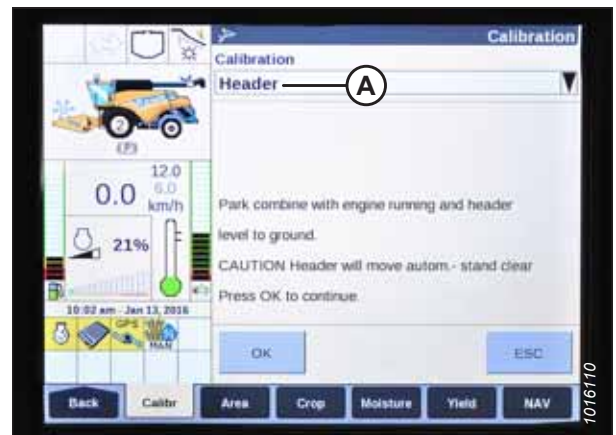 Calibration
Calibration
Header
A
2
(P)
12.0
6.0
0.0 km/h
21%
Park combine with engine running and header
level to ground.
CAUTION Header will move autom.- stand clear
Press OK to continue
10:02 am Jan 13, 2016
GPS
MAN
OK
ESC
Back
Calibr
Area
Crop
Moisture
Yield
NAV
1016110